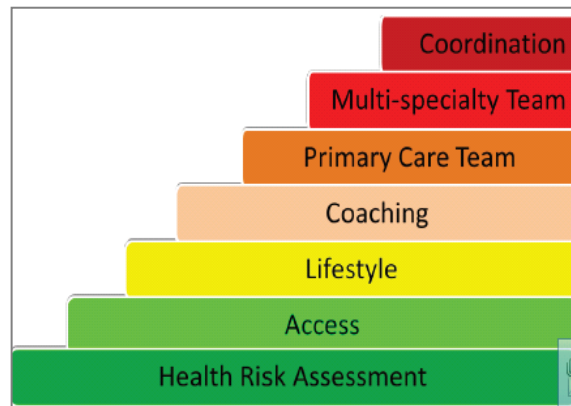 Coordination
Multi-specialty Team
Primary Care Team
Coaching
Lifestyle
Access
Health Risk Assessment